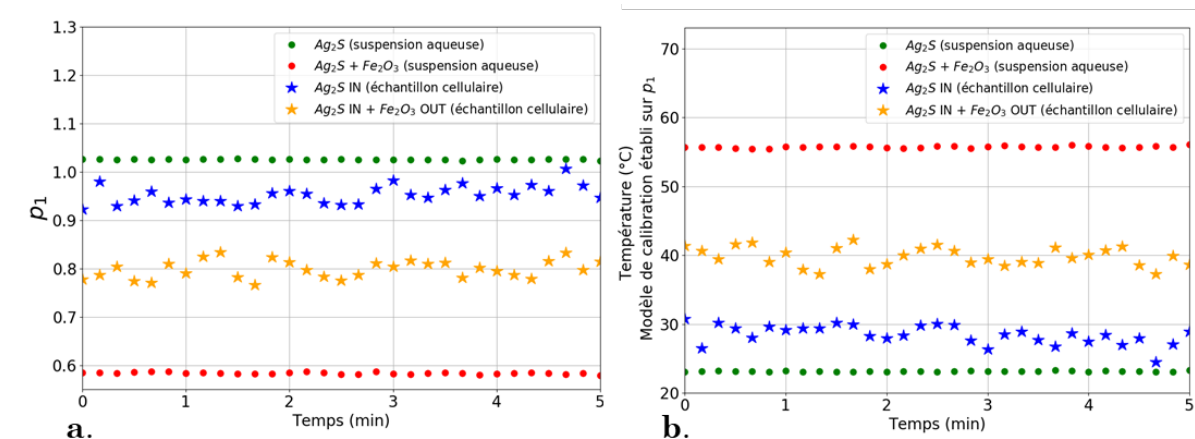 1.3
1.2
1.1
1.0
0.9
0.8
0.7
0.6
p₁
Ag₂S (suspension aqueuse)
Ag₂S + Fe₂O₃ (suspension aqueuse)
Ag₂S IN (échantillon cellulaire)
Ag₂S IN + Fe₂O₃ OUT (échantillon cellulaire)
0 1 2 3 4 5
Temps (min)
a.
70
60
50
40
30
20
Température (°C)
Modèle de calibration établi sur p₁
Ag₂S (suspension aqueuse)
Ag₂S + Fe₂O₃ (suspension aqueuse)
Ag₂S IN (échantillon cellulaire)
Ag₂S IN + Fe₂O₃ OUT (échantillon cellulaire)
0 1 2 3 4 5
Temps (min)
b.